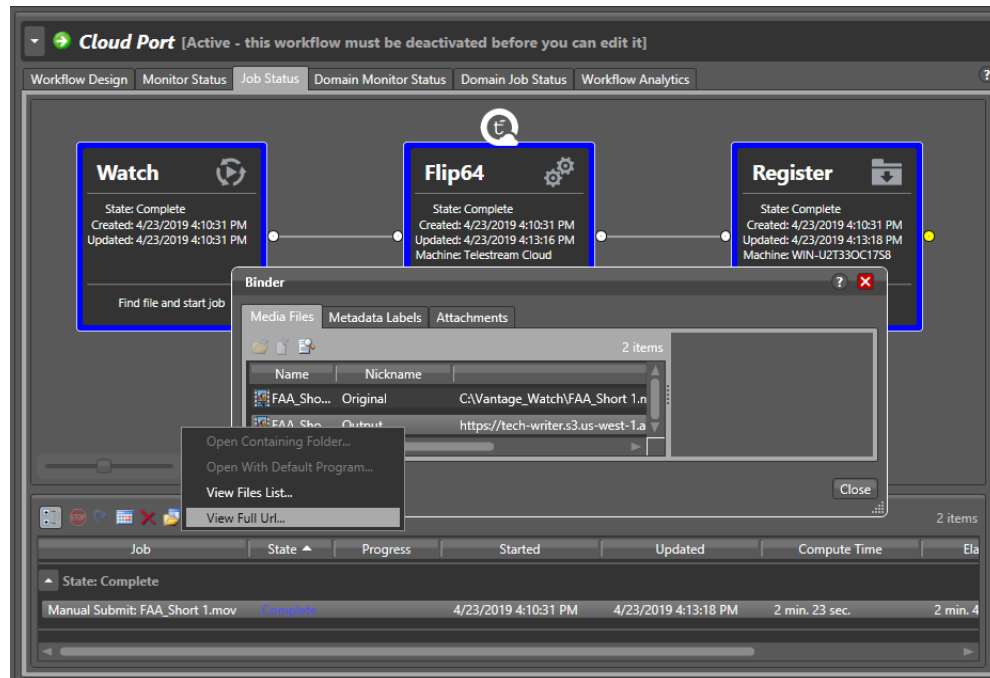 Cloud Port [Active - this workflow must be deactivated before you can edit it]
Workflow Design Monitor Status Job Status Domain Monitor Status Domain Job Status Workflow Analytics ?
Watch
State: Complete
Created: 4/23/2019 4:10:31 PM
Updated: 4/23/2019 4:10:31 PM
Find file and start job
Flip64
State: Complete
Created: 4/23/2019 4:10:31 PM
Updated: 4/23/2019 4:13:16 PM
Machine: Telestream Cloud
Register
State: Complete
Created: 4/23/2019 4:10:31 PM
Updated: 4/23/2019 4:13:18 PM
Machine: WIN-U2T33OC17S8
Binder ?
Media Files Metadata Labels Attachments
2 items
Name Nickname
FAA_Sho... Original C:\Vantage_Watch\FAA_Short 1.m
FAA_Sho Output https://tech-writer.s3.us-west-1.a
Open Containing Folder...
Open With Default Program...
View Files List...
View Full Url...
Close
STOP
2 items
Job State Progress Started Updated Compute Time Ela
State: Complete
Manual Submit: FAA_Short 1.mov Complete 4/23/2019 4:10:31 PM 4/23/2019 4:13:18 PM 2 min. 23 sec. 2 min. 4